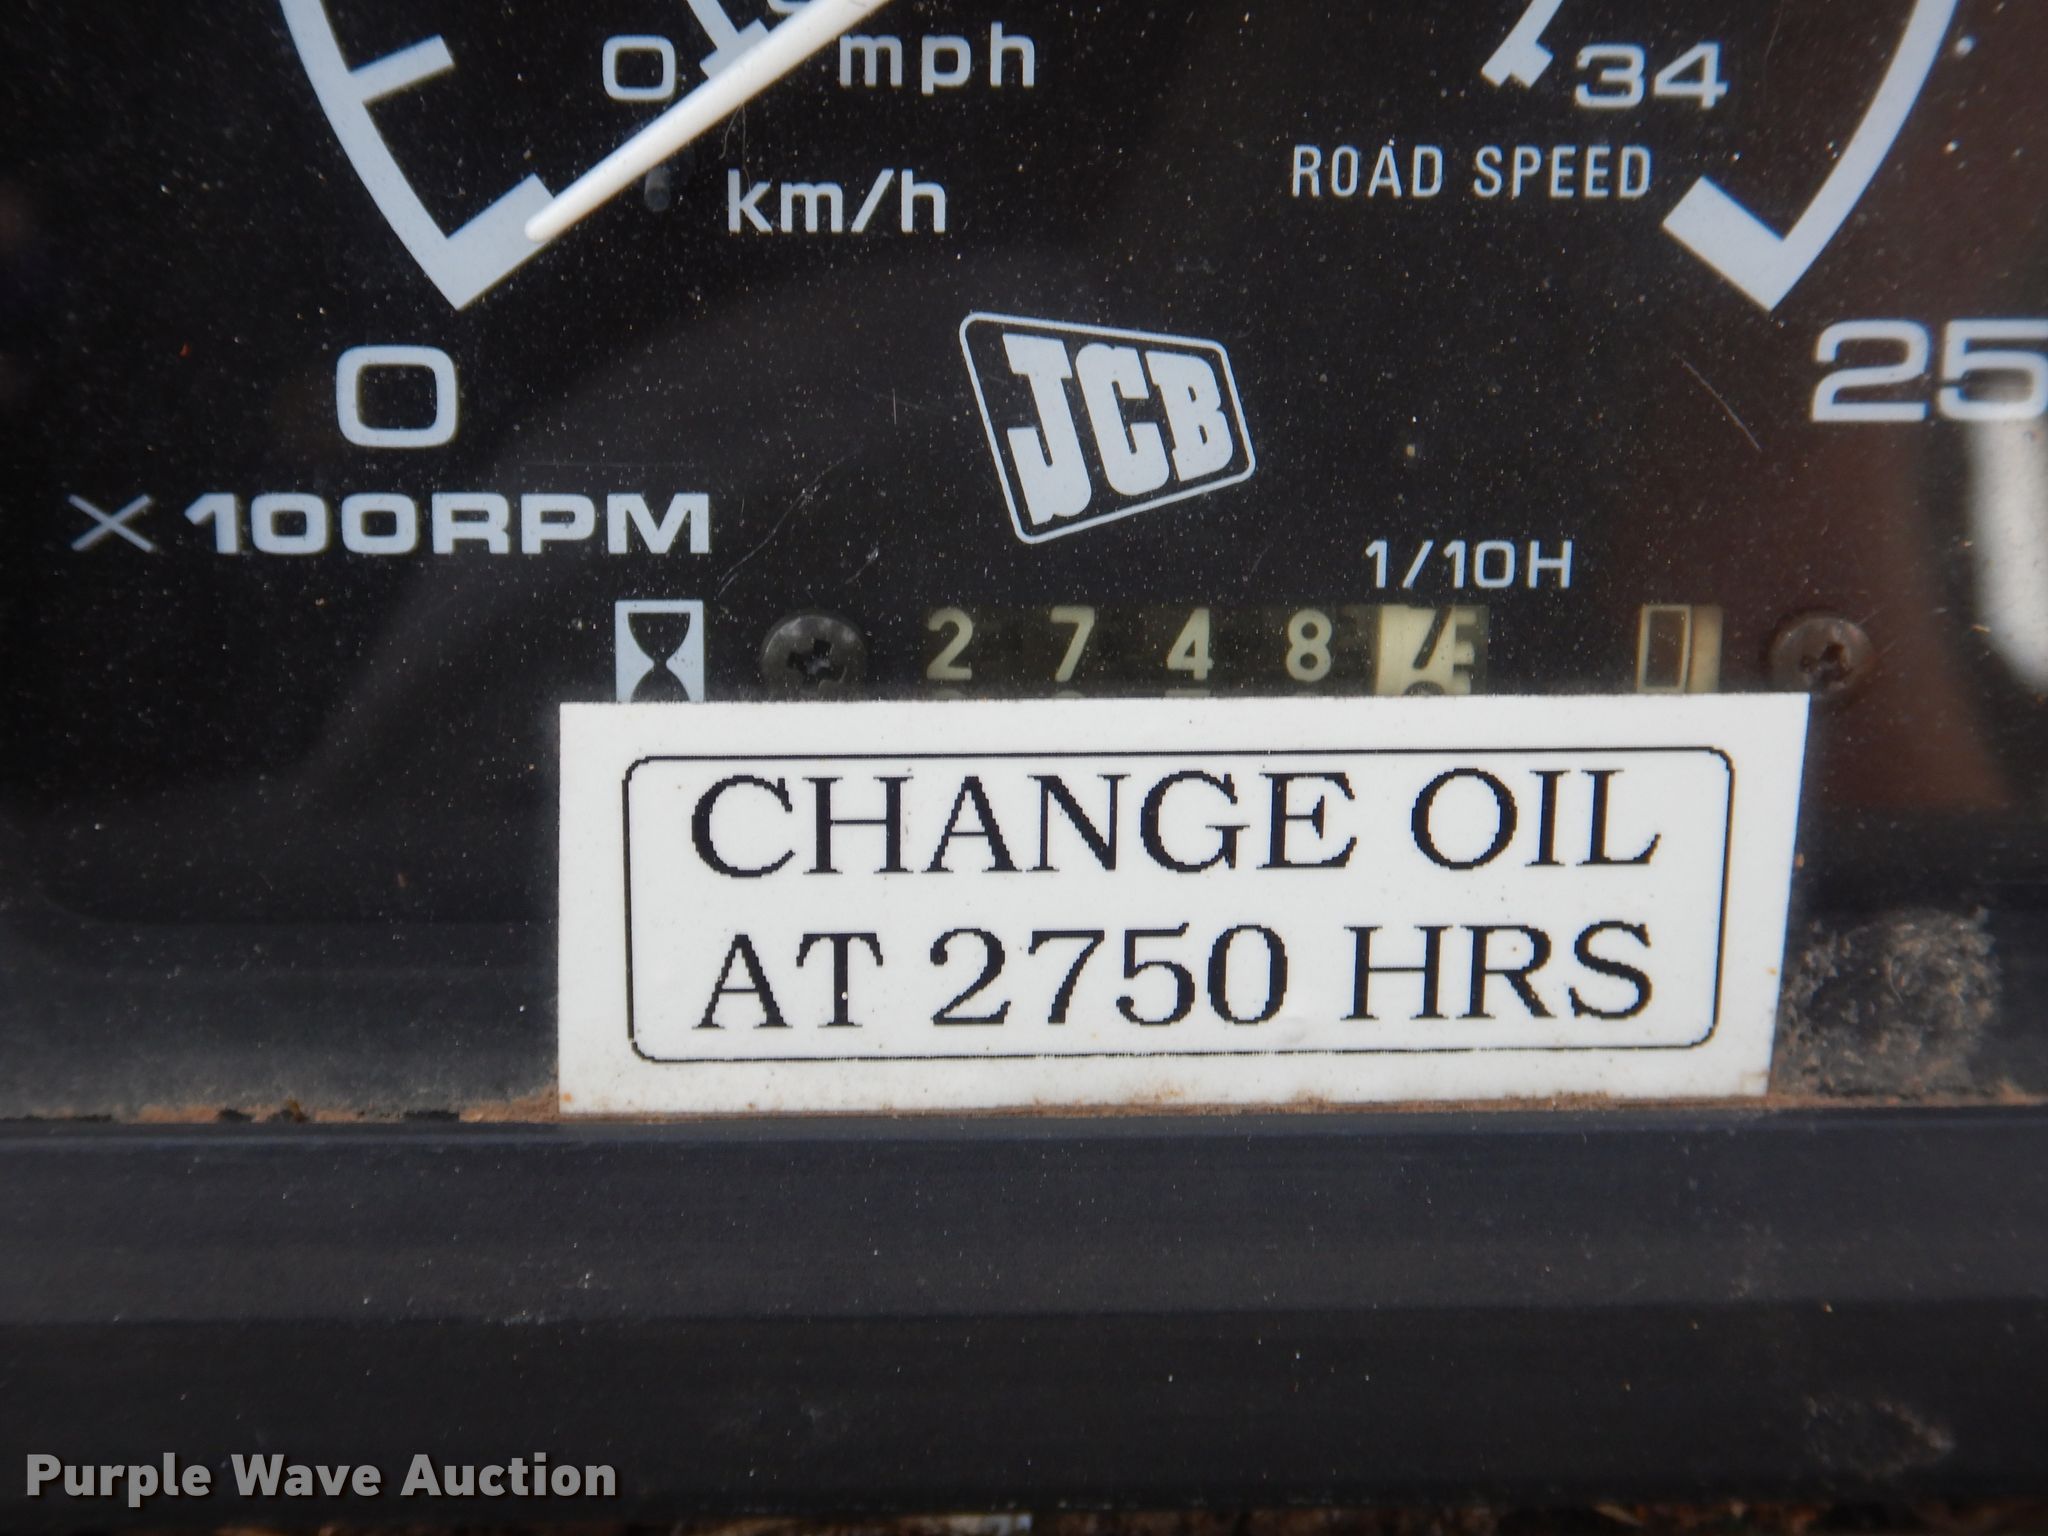 0 mph
34
km/h
ROAD SPEED
0
JCB
25
×100RPM
1/10H
2 7 4 8
CHANGE OIL
AT 2750 HRS
Purple Wave Auction